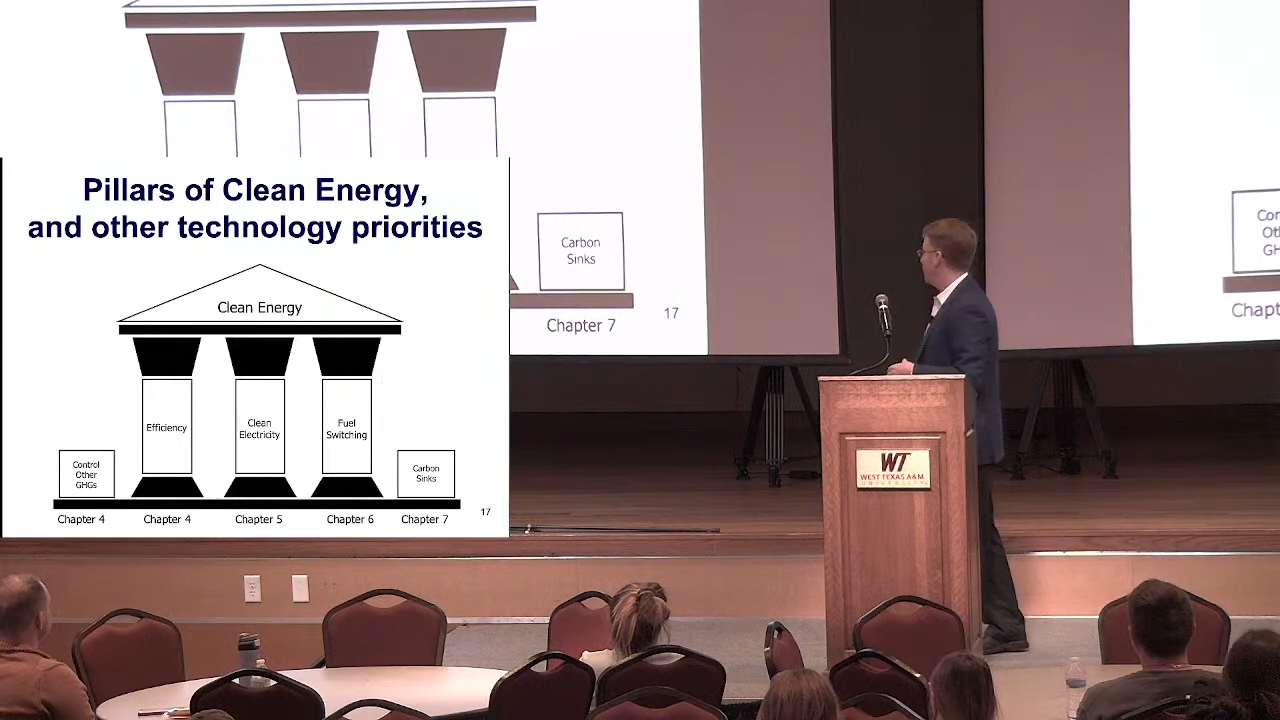 Pillars of Clean Energy,
and other technology priorities
Clean Energy
Efficiency
Clean
Electricity
Fuel
Switching
Control
Other
GHGs
Carbon
Sinks
Chapter 4
Chapter 4
Chapter 5
Chapter 6
Chapter 7
17
Carbon
Sinks
Chapter 7
17
WT
WEST TEXAS A&M
UNIVERSITY